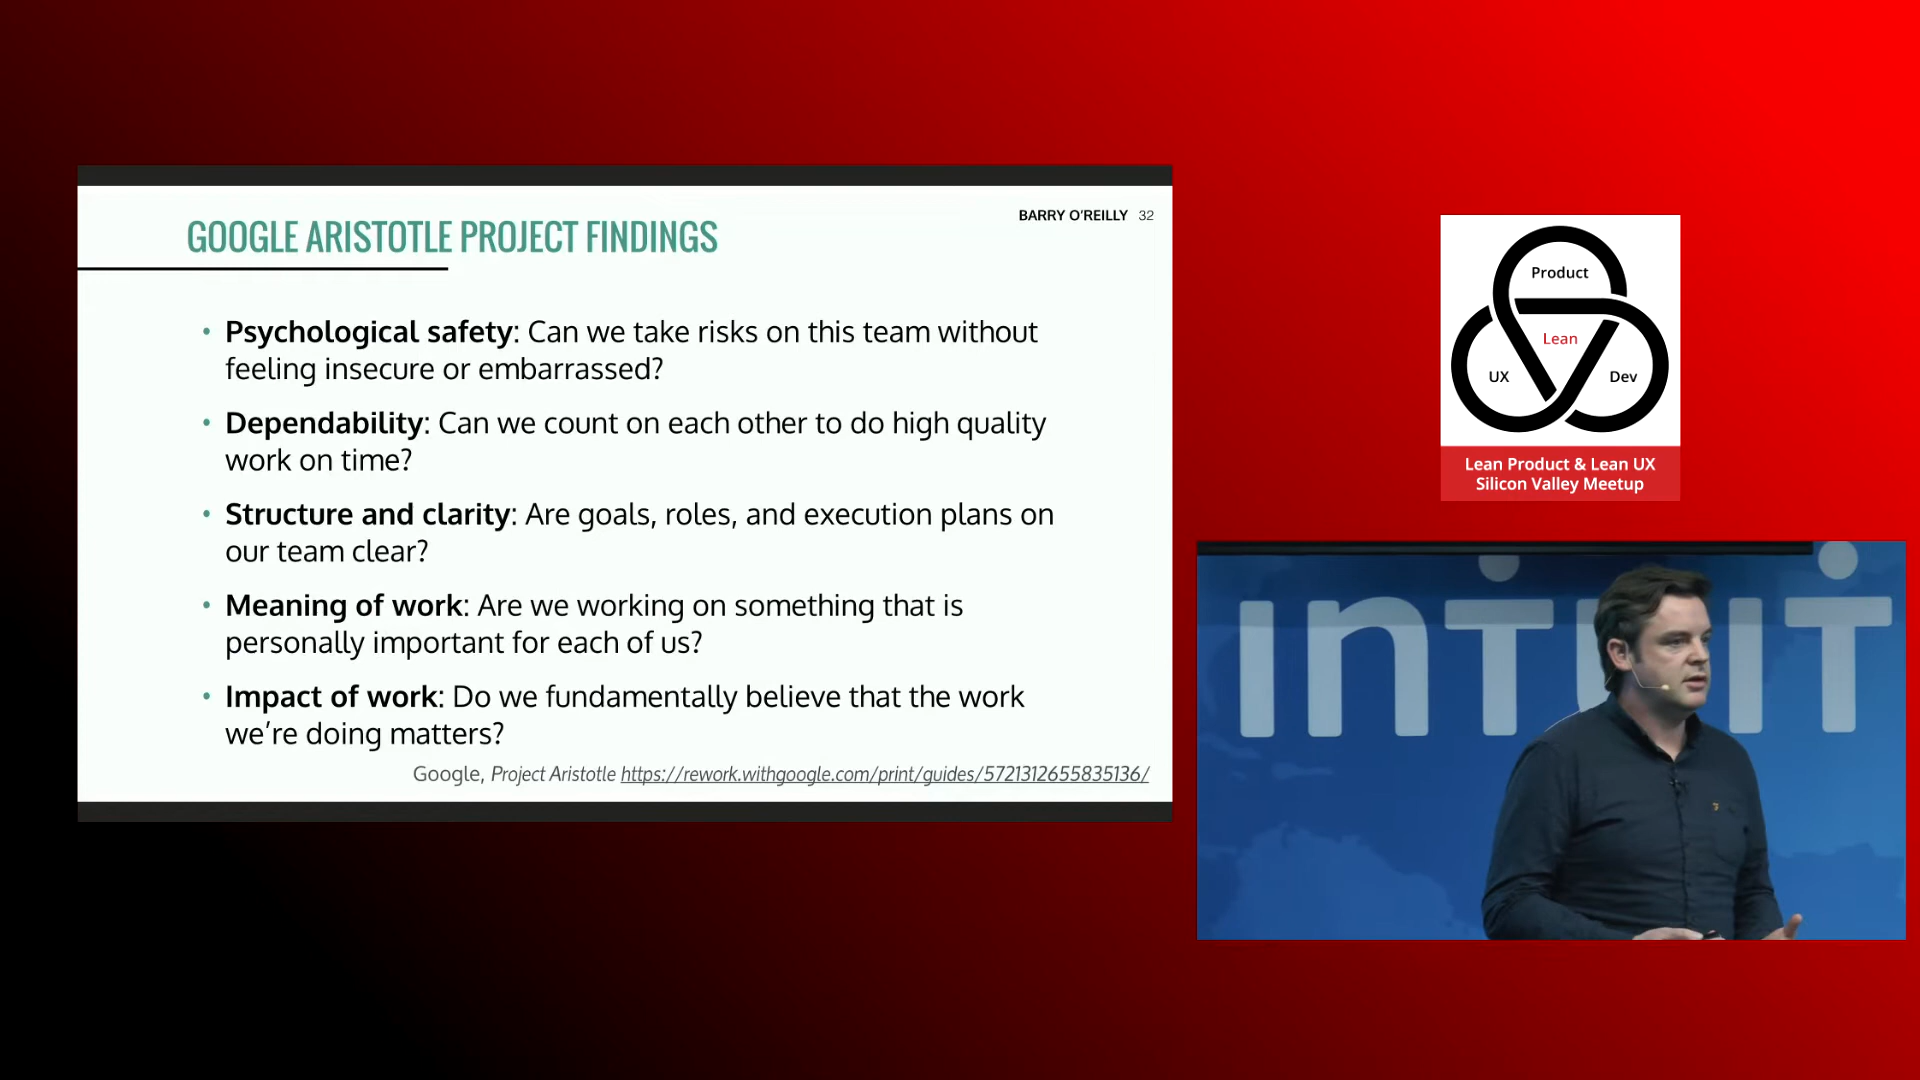 BARRY O'REILLY 32
GOOGLE ARISTOTLE PROJECT FINDINGS
• Psychological safety: Can we take risks on this team without
feeling insecure or embarrassed?
• Dependability: Can we count on each other to do high quality
work on time?
• Structure and clarity: Are goals, roles, and execution plans on
our team clear?
• Meaning of work: Are we working on something that is
personally important for each of us?
• Impact of work: Do we fundamentally believe that the work
we're doing matters?
Google, Project Aristotle https://rework.withgoogle.com/print/guides/5721312655835136/
Product
Lean
UX
Dev
Lean Product & Lean UX
Silicon Valley Meetup
INTUIT